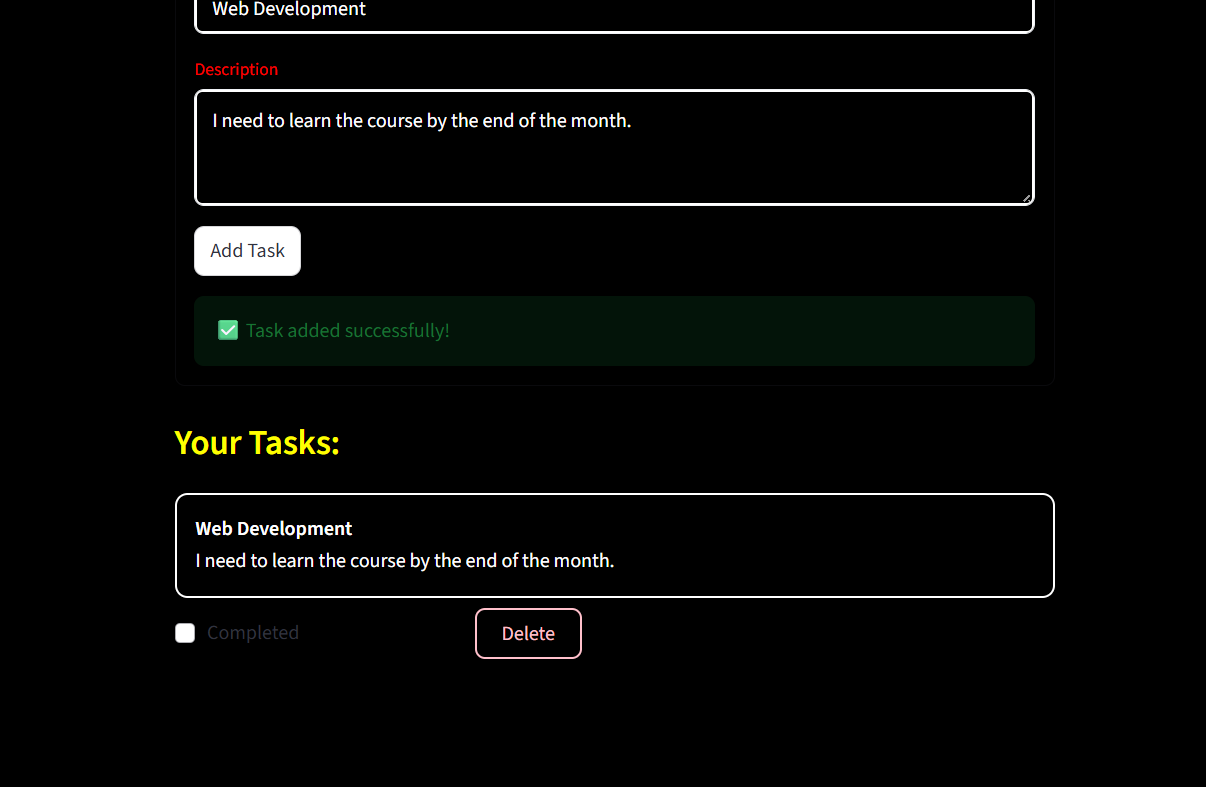 Web Development
Description
I need to learn the course by the end of the month.
Add Task
✅ Task added successfully!
Your Tasks:
Web Development
I need to learn the course by the end of the month.
Completed
Delete